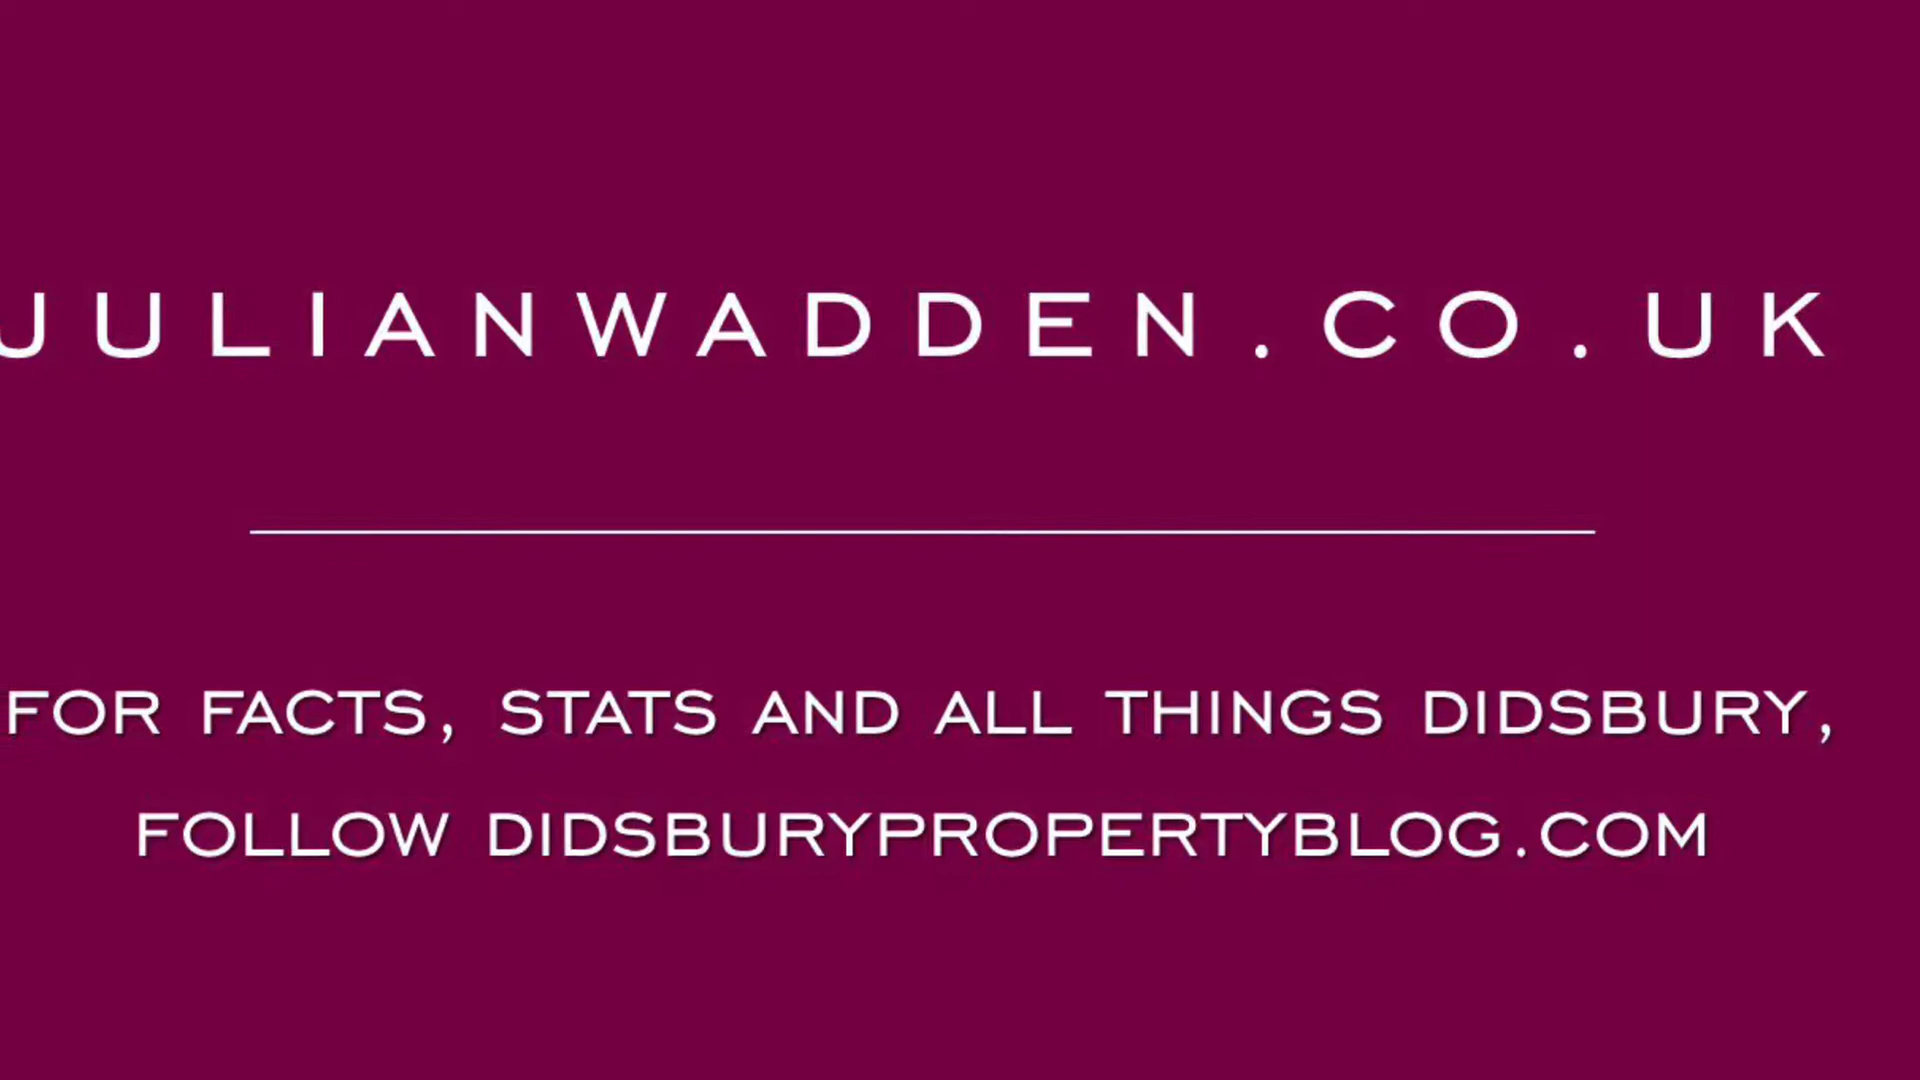 JULIANWADDEN.CO.UK
FOR FACTS, STATS AND ALL THINGS DIDSBURY,
FOLLOW DIDSBURYPROPERTYBLOG.COM